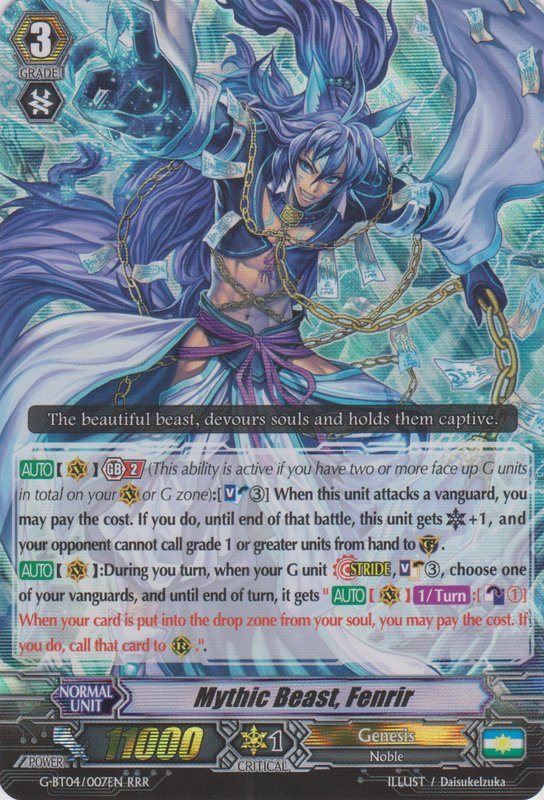 3
GRADE
The beautiful beast, devours souls and holds them captive.
AUTO【 】GB 2 (This ability is active if you have two or more face up G units
in total on your or G zone):[V ③] When this unit attacks a vanguard, you
may pay the cost. If you do, until end of that battle, this unit gets +1, and
your opponent cannot call grade 1 or greater units from hand to G.
AUTO【 】:During you turn, when your G unit STRIDE, V ③, choose one
of your vanguards, and until end of turn, it gets " AUTO【 】1/Turn :[ ①]
When your card is put into the drop zone from your soul, you may pay the cost. If
you do, call that card to R .".
NORMAL
UNIT
Mythic Beast, Fenrir
POWER
11000
1
CRITICAL
Genesis
Noble
G-BT04/007EN RRR
ILLUST / DaisukeIzuka